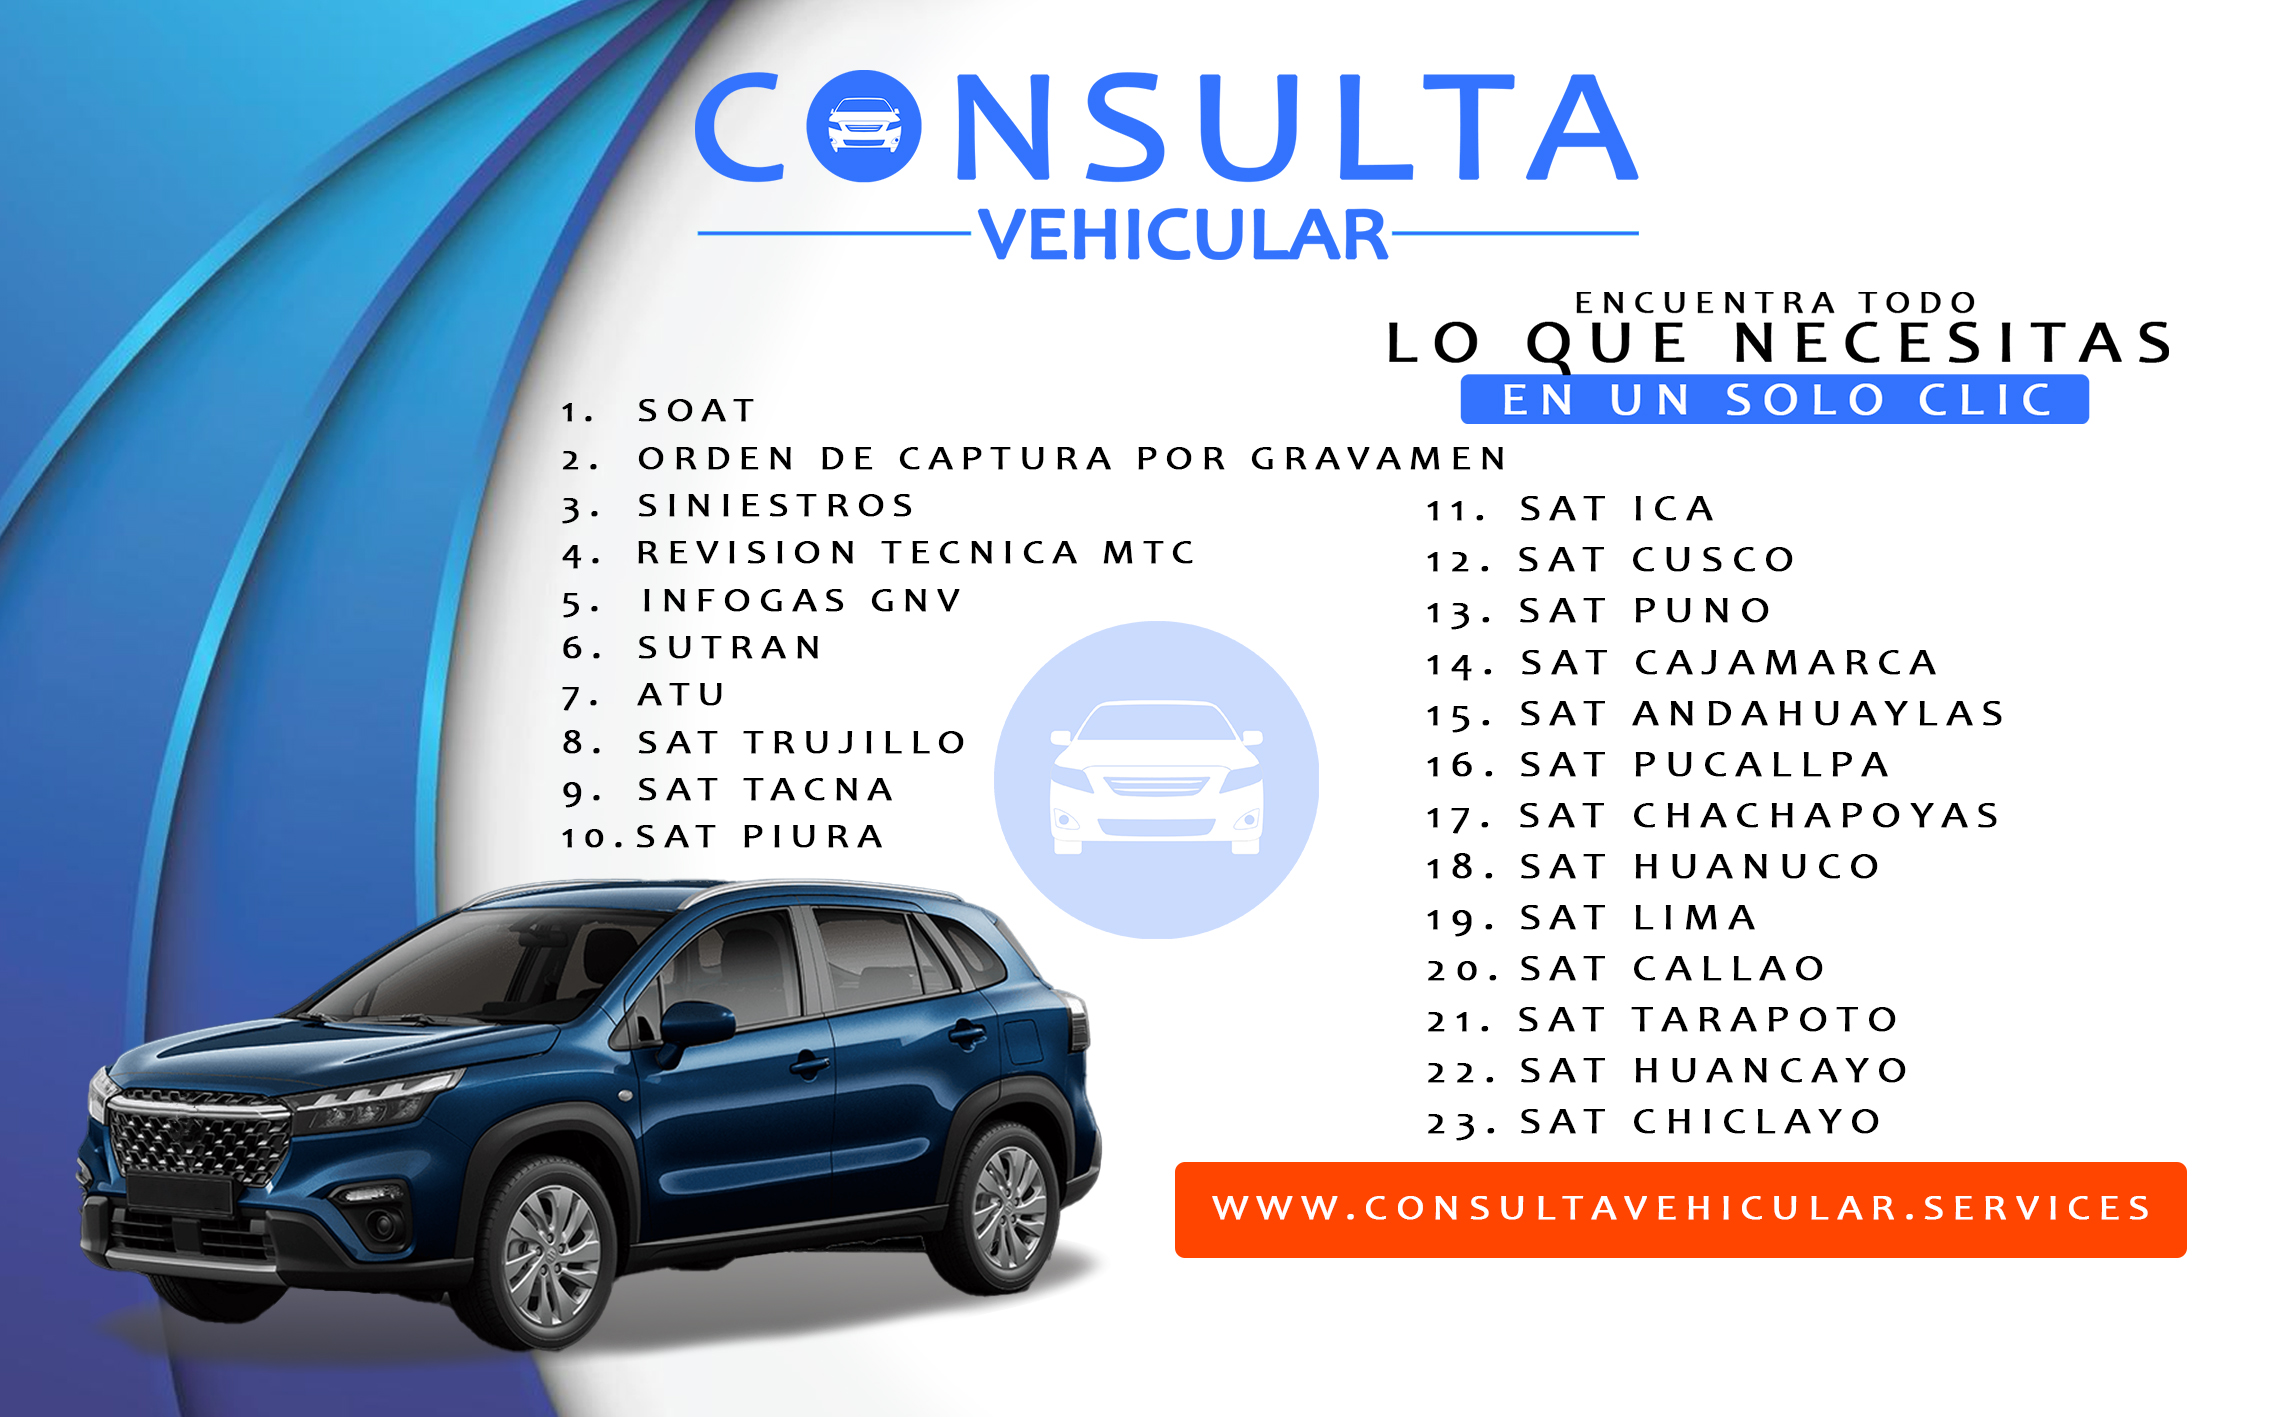 CONSULTA
VEHICULAR
ENCUENTRA TODO
LO QUE NECESITAS
EN UN SOLO CLIC
1. SOAT
2. ORDEN DE CAPTURA POR GRAVAMEN
3. SINIESTROS
4. REVISION TECNICA MTC
5. INFOGAS GNV
6. SUTRAN
7. ATU
8. SAT TRUJILLO
9. SAT TACNA
10. SAT PIURA
11. SAT ICA
12. SAT CUSCO
13. SAT PUNO
14. SAT CAJAMARCA
15. SAT ANDAHUAYLAS
16. SAT PUCALLPA
17. SAT CHACHAPOYAS
18. SAT HUANUCO
19. SAT LIMA
20. SAT CALLAO
21. SAT TARAPOTO
22. SAT HUANCAYO
23. SAT CHICLAYO
WWW.CONSULTAVEHICULAR.SERVICES